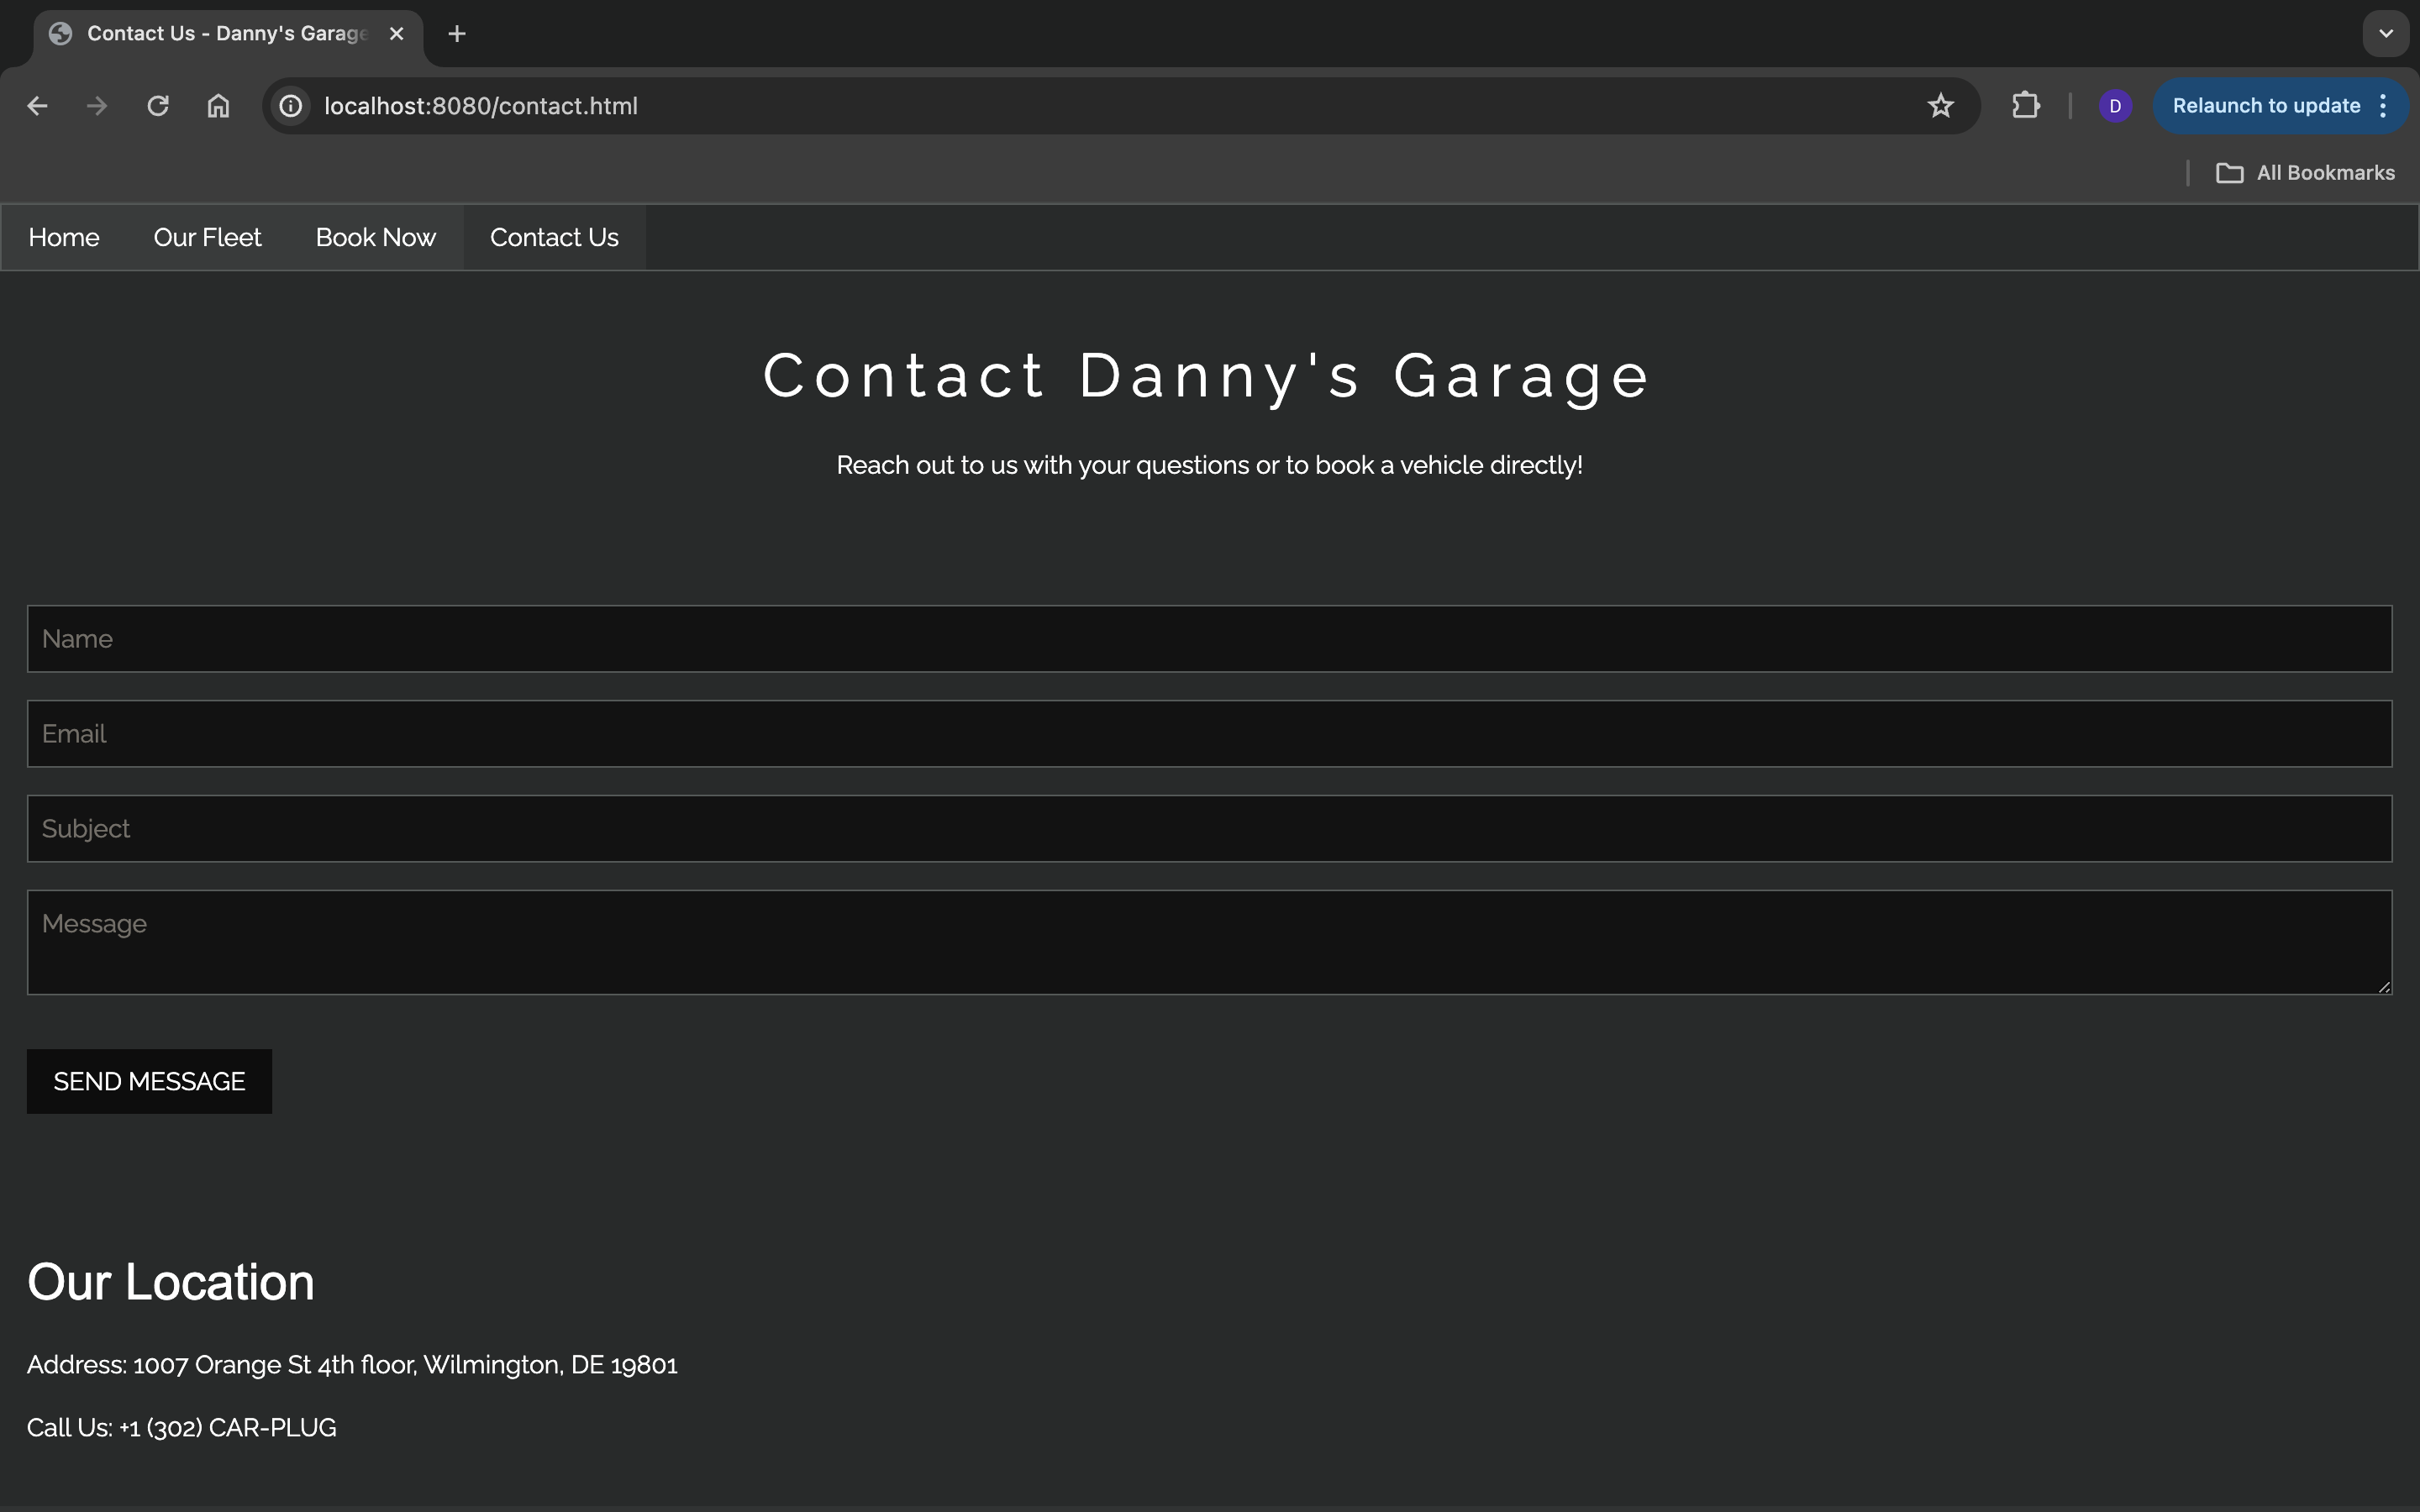 Contact Us - Danny's Garage
localhost:8080/contact.html
D
Relaunch to update
All Bookmarks
Home Our Fleet Book Now Contact Us
Contact Danny's Garage
Reach out to us with your questions or to book a vehicle directly!
Name
Email
Subject
Message
SEND MESSAGE
Our Location
Address: 1007 Orange St 4th floor, Wilmington, DE 19801
Call Us: +1 (302) CAR-PLUG